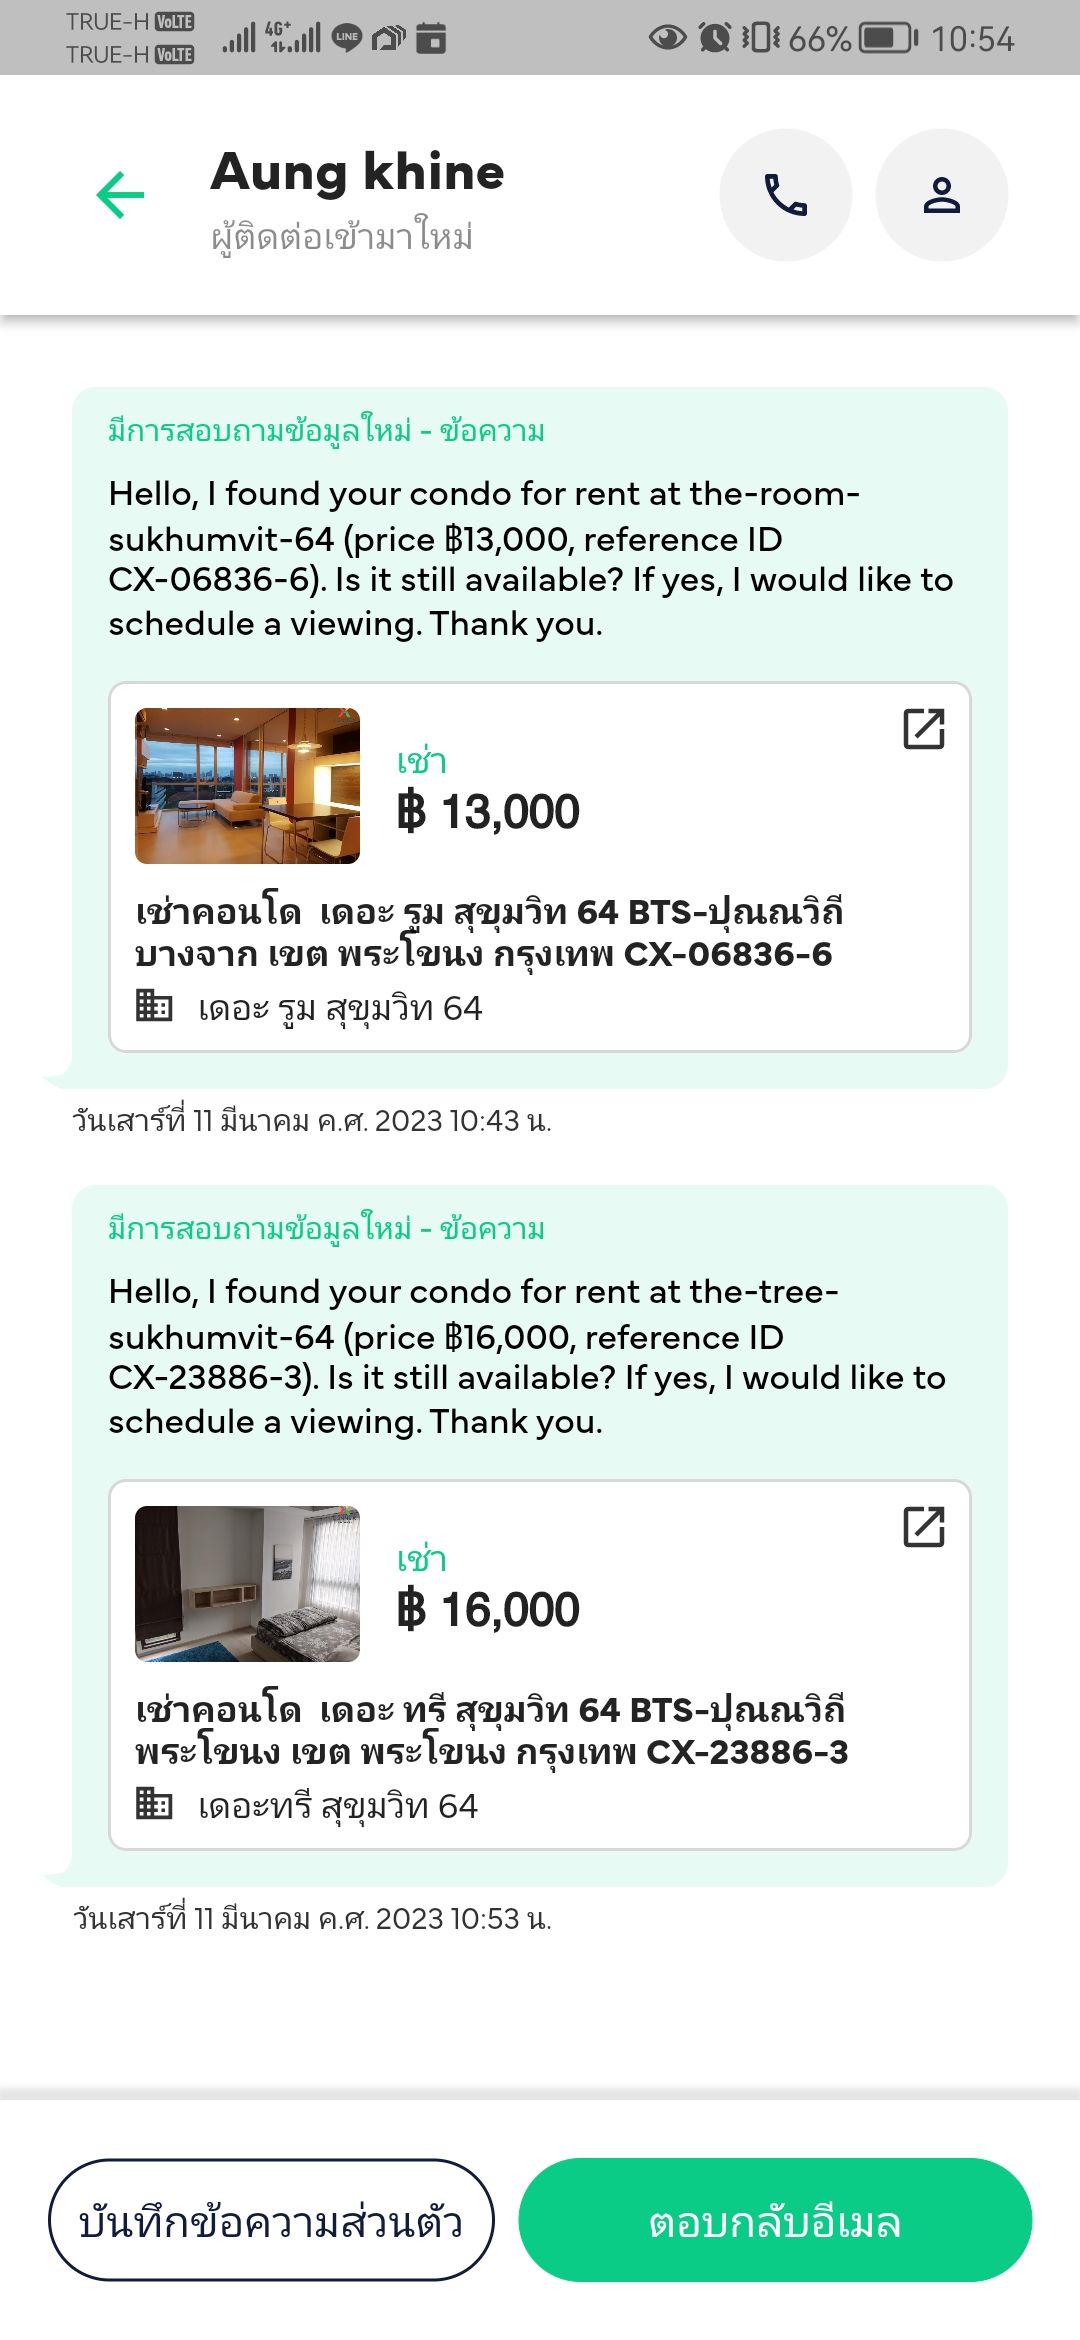 TRUE-H VoLTE
TRUE-H VoLTE
4G+
LINE
66%
10:54
Aung khine
ผู้ติดต่อเข้ามาใหม่
มีการสอบถามข้อมูลใหม่ - ข้อความ
Hello, I found your condo for rent at the-room-
sukhumvit-64 (price ฿13,000, reference ID
CX-06836-6). Is it still available? If yes, I would like to
schedule a viewing. Thank you.
เช่า
฿ 13,000
เช่าคอนโด เดอะ รูม สุขุมวิท 64 BTS-ปุณณวิถี
บางจาก เขต พระโขนง กรุงเทพ CX-06836-6
เดอะ รูม สุขุมวิท 64
วันเสาร์ที่ 11 มีนาคม ค.ศ. 2023 10:43 น.
มีการสอบถามข้อมูลใหม่ - ข้อความ
Hello, I found your condo for rent at the-tree-
sukhumvit-64 (price ฿16,000, reference ID
CX-23886-3). Is it still available? If yes, I would like to
schedule a viewing. Thank you.
เช่า
฿ 16,000
เช่าคอนโด เดอะ ทรี สุขุมวิท 64 BTS-ปุณณวิถี
พระโขนง เขต พระโขนง กรุงเทพ CX-23886-3
เดอะทรี สุขุมวิท 64
วันเสาร์ที่ 11 มีนาคม ค.ศ. 2023 10:53 น.
บันทึกข้อความส่วนตัว
ตอบกลับอีเมล